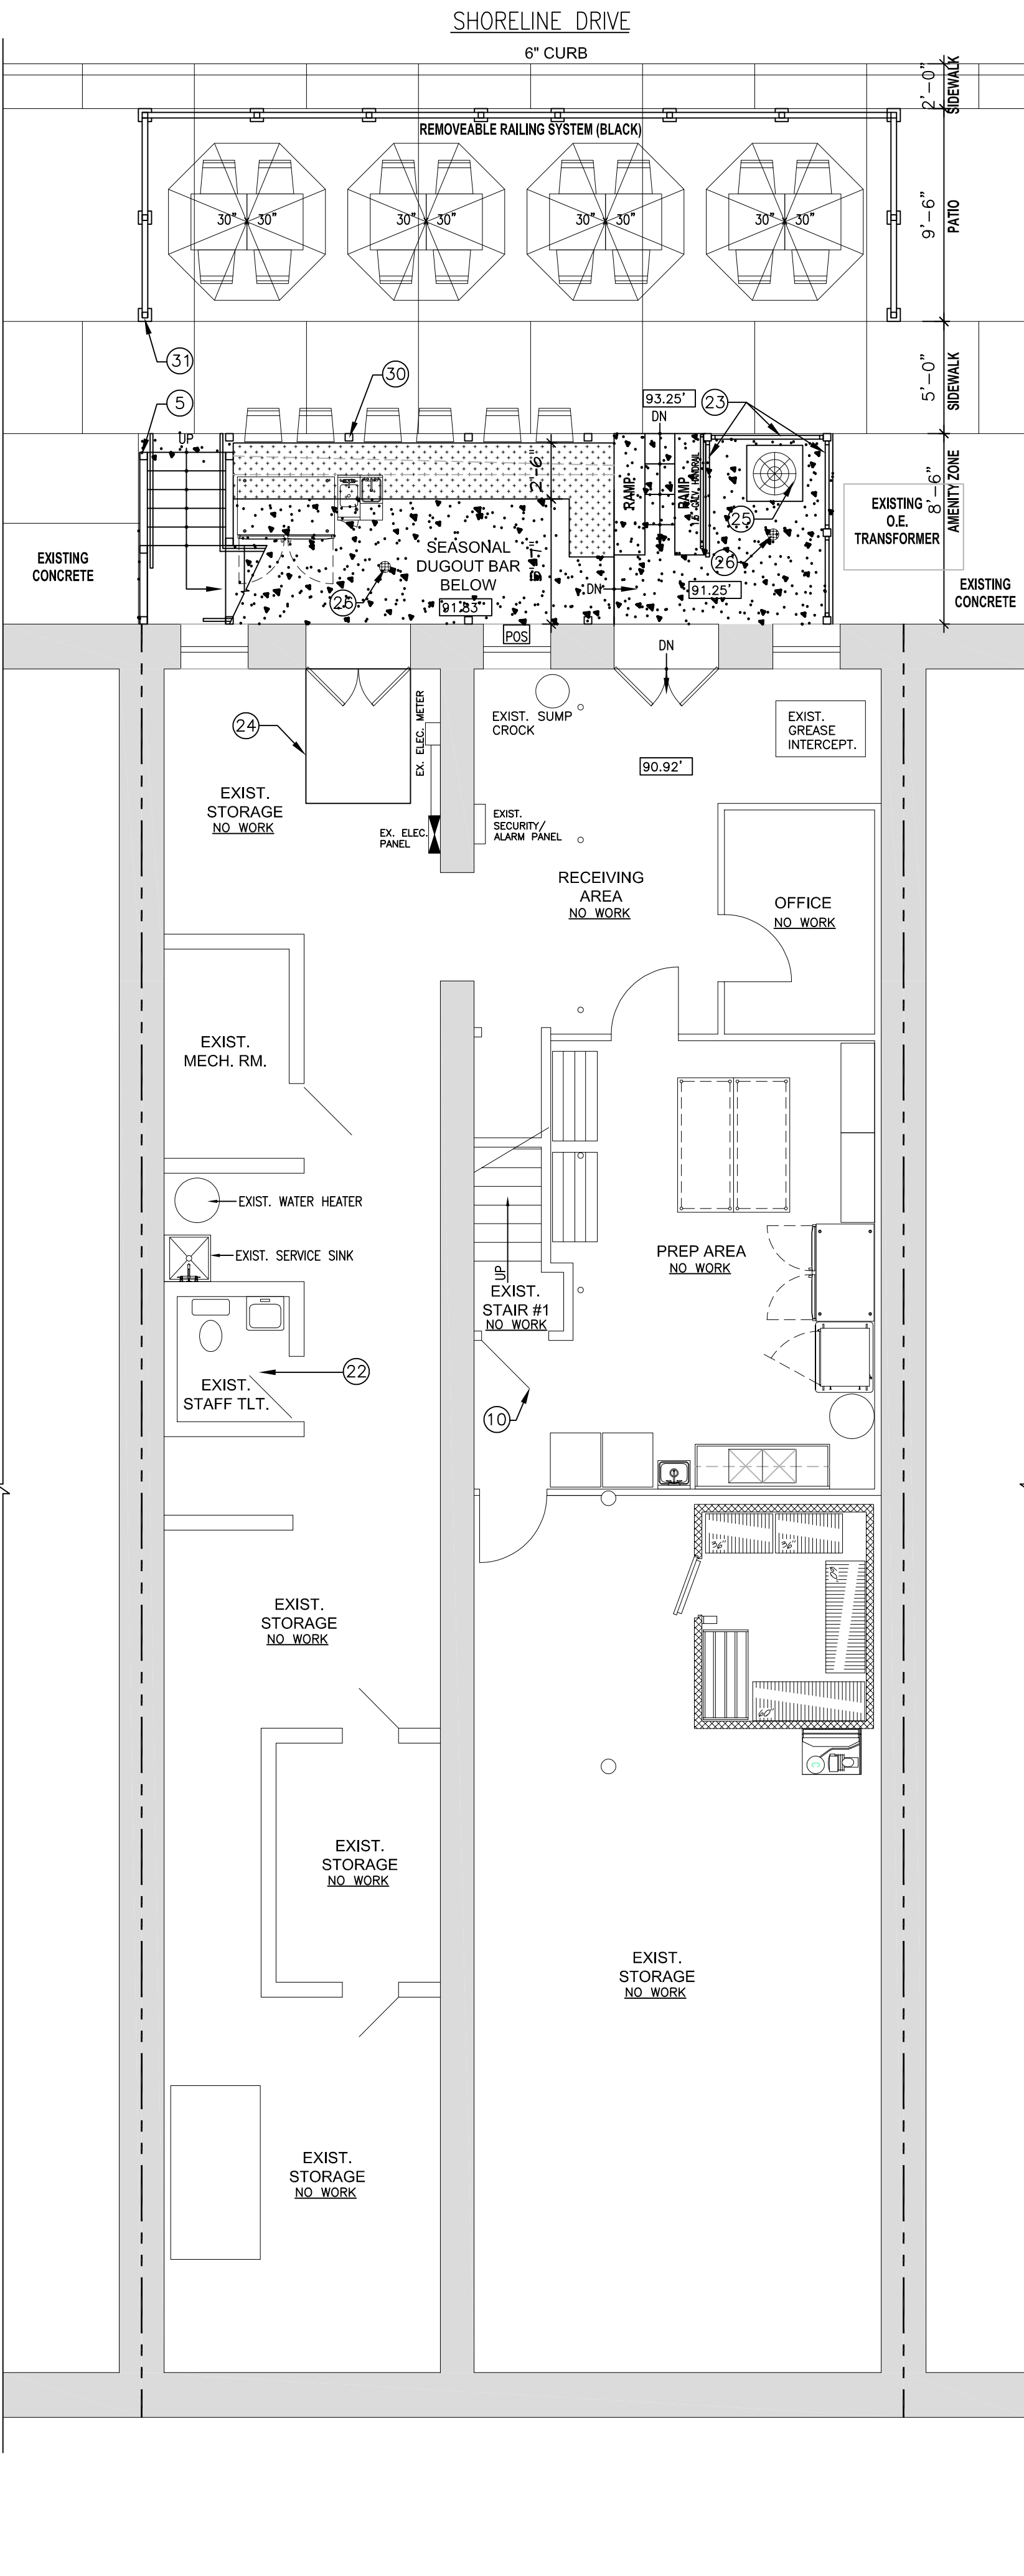 SHORELINE DRIVE
6" CURB
2'-0"
SIDEWALK
REMOVEABLE RAILING SYSTEM (BLACK)
30" 30"
30" 30"
30" 30"
30" 30"
9'-6"
PATIO
31
30
5'-0"
SIDEWALK
5
93.25'
23
UP
DN
2'-6"
RAMP
RAMP
8'-6"
AMENITY ZONE
EXISTING
O.E.
TRANSFORMER
25
SEASONAL
DUGOUT BAR
BELOW
EXISTING
CONCRETE
26
DN
91.25'
EXISTING
CONCRETE
91.83'
POS
DN
EX. ELEC. METER
EXIST. SUMP
CROCK
EXIST.
GREASE
INTERCEPT.
24
90.92'
EXIST.
STORAGE
NO WORK
EX. ELEC.
PANEL
EXIST.
SECURITY/
ALARM PANEL
RECEIVING
AREA
NO WORK
OFFICE
NO WORK
EXIST.
MECH. RM.
EXIST. WATER HEATER
EXIST. SERVICE SINK
PREP AREA
NO WORK
UP
EXIST.
STAIR #1
NO WORK
22
EXIST.
STAFF TLT.
10
36"
36"
60"
EXIST.
STORAGE
NO WORK
60"
EXIST.
STORAGE
NO WORK
EXIST.
STORAGE
NO WORK
EXIST.
STORAGE
NO WORK